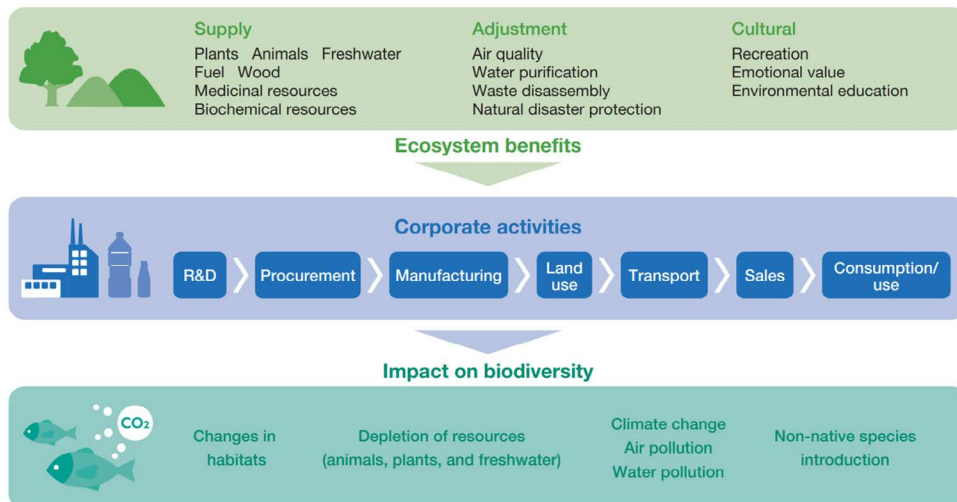 Supply
Plants Animals Freshwater
Fuel Wood
Medicinal resources
Biochemical resources
Adjustment
Air quality
Water purification
Waste disassembly
Natural disaster protection
Cultural
Recreation
Emotional value
Environmental education
Ecosystem benefits
Corporate activities
R&D
Procurement
Manufacturing
Land
use
Transport
Sales
Consumption/
use
Impact on biodiversity
CO₂
Changes in
habitats
Depletion of resources
(animals, plants, and freshwater)
Climate change
Air pollution
Water pollution
Non-native species
introduction